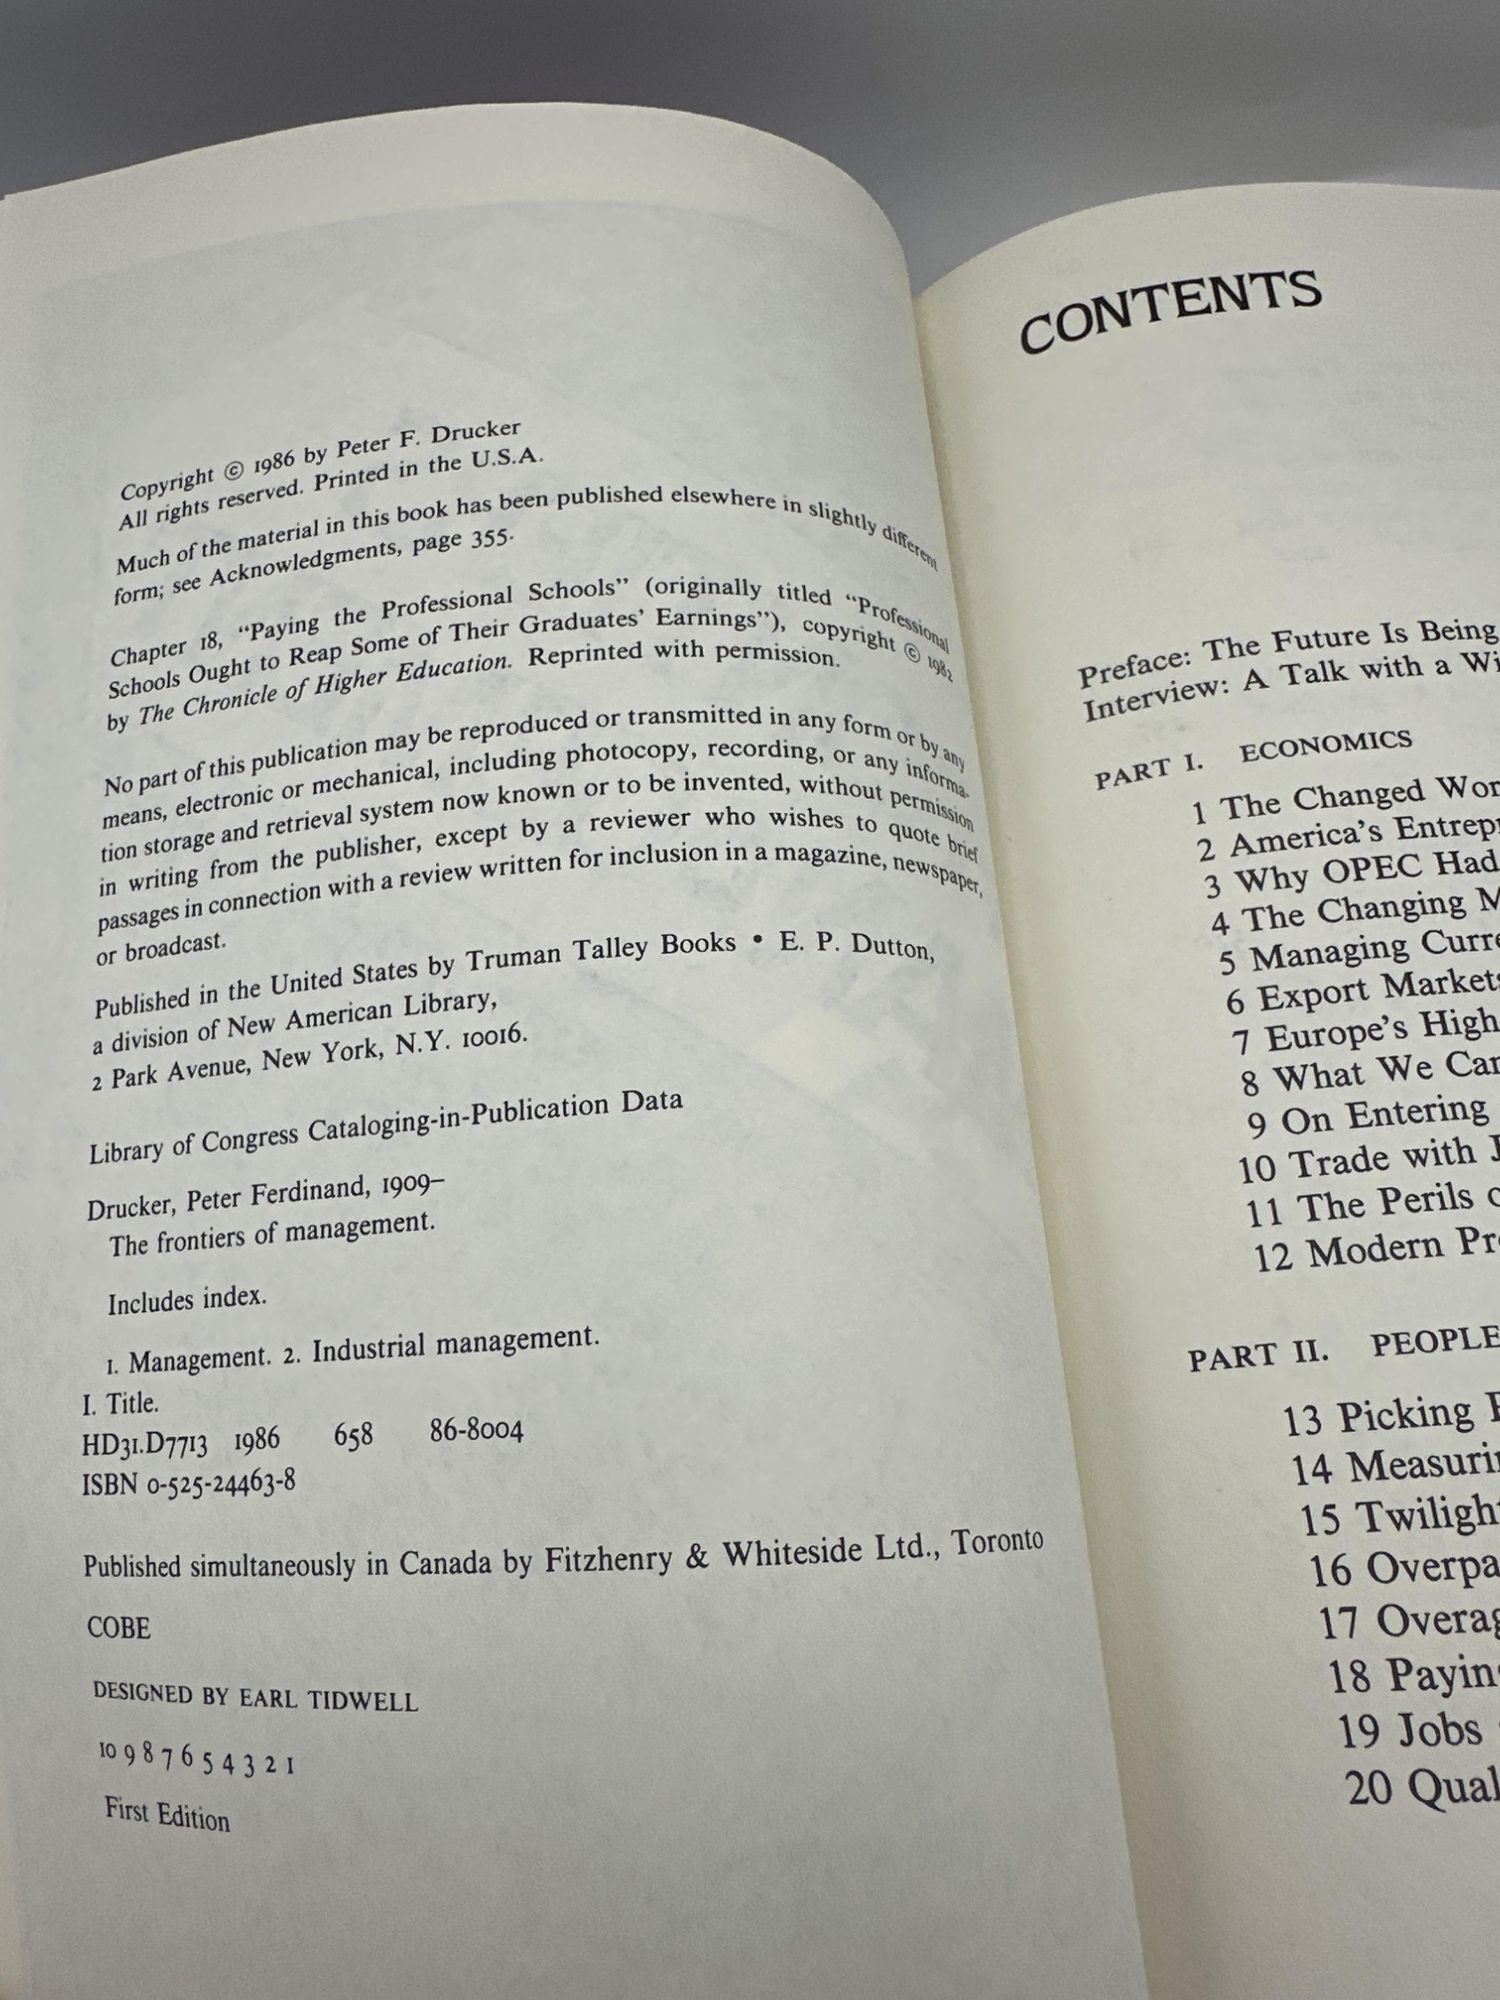 Copyright © 1986 by Peter F. Drucker
All rights reserved. Printed in the U.S.A.
Much of the material in this book has been published elsewhere in slightly different
form; see Acknowledgments, page 355.
Chapter 18, “Paying the Professional Schools” (originally titled “Professional
Schools Ought to Reap Some of Their Graduates’ Earnings”), copyright © 1982
by The Chronicle of Higher Education. Reprinted with permission.
No part of this publication may be reproduced or transmitted in any form or by any
means, electronic or mechanical, including photocopy, recording, or any informa-
tion storage and retrieval system now known or to be invented, without permission
in writing from the publisher, except by a reviewer who wishes to quote brief
passages in connection with a review written for inclusion in a magazine, newspaper,
or broadcast.
Published in the United States by Truman Talley Books • E. P. Dutton,
a division of New American Library,
2 Park Avenue, New York, N.Y. 10016.
Library of Congress Cataloging-in-Publication Data
Drucker, Peter Ferdinand, 1909–
The frontiers of management.
Includes index.
1. Management. 2. Industrial management.
I. Title.
HD31.D7713 1986 658 86-8004
ISBN 0-525-24463-8
Published simultaneously in Canada by Fitzhenry & Whiteside Ltd., Toronto
COBE
DESIGNED BY EARL TIDWELL
10 9 8 7 6 5 4 3 2 1
First Edition
CONTENTS
Preface: The Future Is Being
Interview: A Talk with a
PART I. ECONOMICS
1 The Changed
2 America’s
3 Why OPEC Had
4 The Changing
5 Managing
6 Export Markets
7 Europe’s High
8 What We
9 On Entering
10 Trade with
11 The Perils
12 Modern
PART II. PEOPLE
13 Picking
14
15
16
17
18 Paying
19 Jobs
20